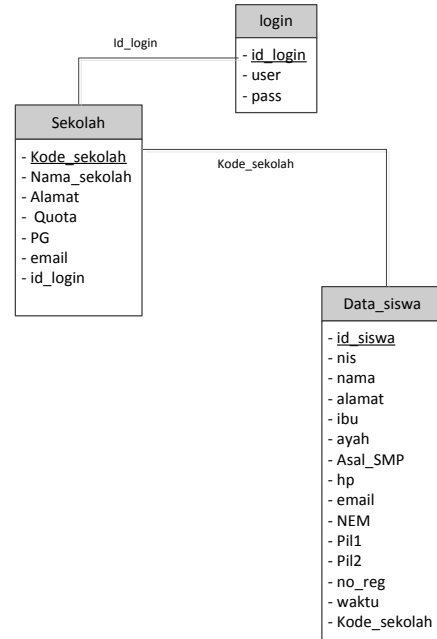 login
- id_login
- user
- pass
Id_login
Sekolah
- Kode_sekolah
- Nama_sekolah
- Alamat
- Quota
- PG
- email
- id_login
Kode_sekolah
Data_siswa
- id_siswa
- nis
- nama
- alamat
- ibu
- ayah
- Asal_SMP
- hp
- email
- NEM
- Pil1
- Pil2
- no_reg
- waktu
- Kode_sekolah